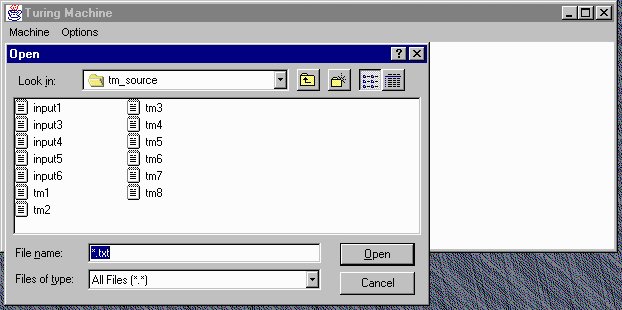 Turing Machine
Machine Options
Open
Look in: tm_source
input1 tm3
input3 tm4
input4 tm5
input5 tm6
input6 tm7
tm1 tm8
tm2
File name: *.txt Open
Files of type: All Files (*.*) Cancel